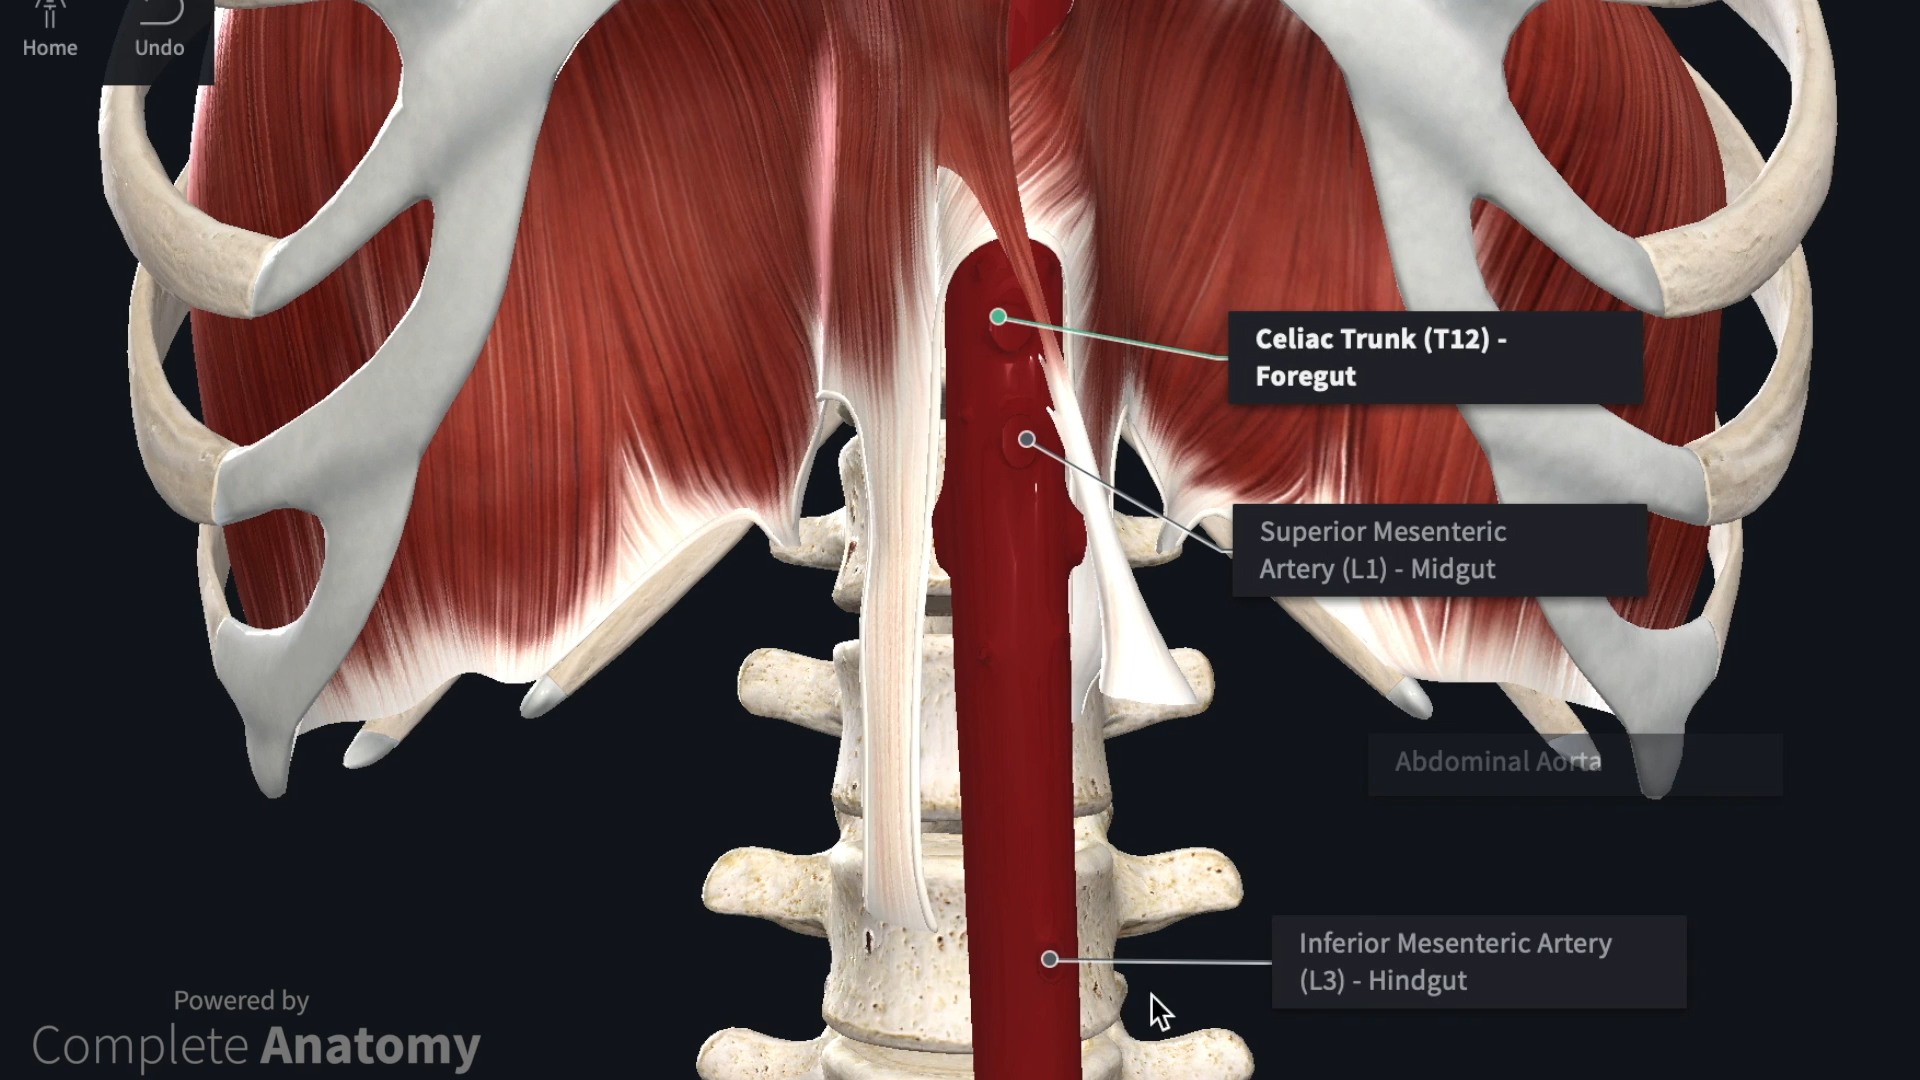 Home
Undo
Celiac Trunk (T12) -
Foregut
Superior Mesenteric
Artery (L1) - Midgut
Abdominal Aorta
Inferior Mesenteric Artery
(L3) - Hindgut
Powered by
Complete Anatomy